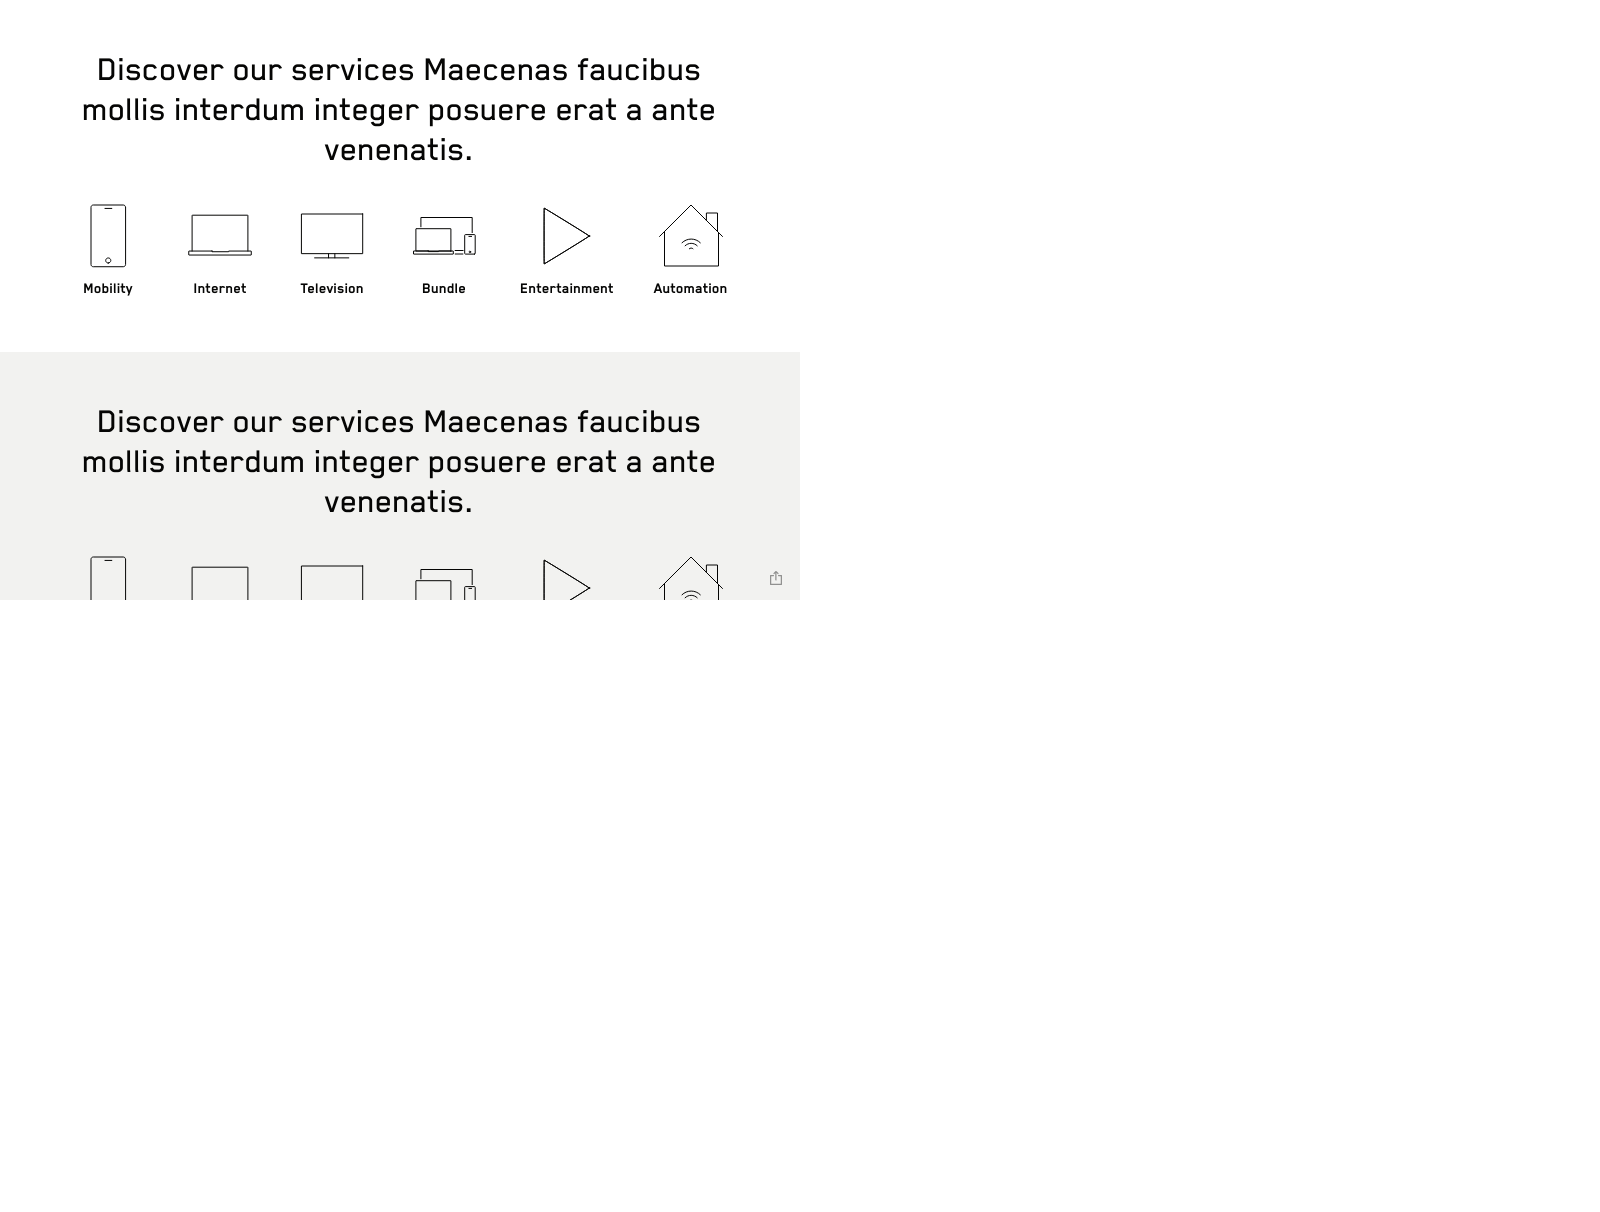 Discover our services Maecenas faucibus
mollis interdum integer posuere erat a ante
venenatis.
Mobility
Internet
Television
Bundle
Entertainment
Automation
Discover our services Maecenas faucibus
mollis interdum integer posuere erat a ante
venenatis.